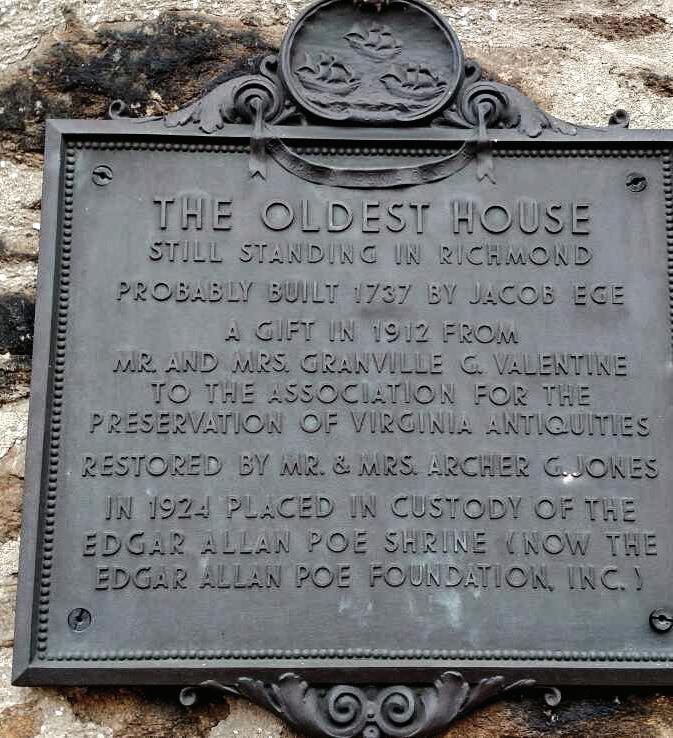 THE OLDEST HOUSE
STILL STANDING IN RICHMOND
PROBABLY BUILT 1737 BY JACOB EGE
A GIFT IN 1912 FROM
MR. AND MRS. GRANVILLE G. VALENTINE
TO THE ASSOCIATION FOR THE
PRESERVATION OF VIRGINIA ANTIQUITIES
RESTORED BY MR. & MRS. ARCHER G. JONES
IN 1924 PLACED IN CUSTODY OF THE
EDGAR ALLAN POE SHRINE (NOW THE
EDGAR ALLAN POE FOUNDATION, INC.)